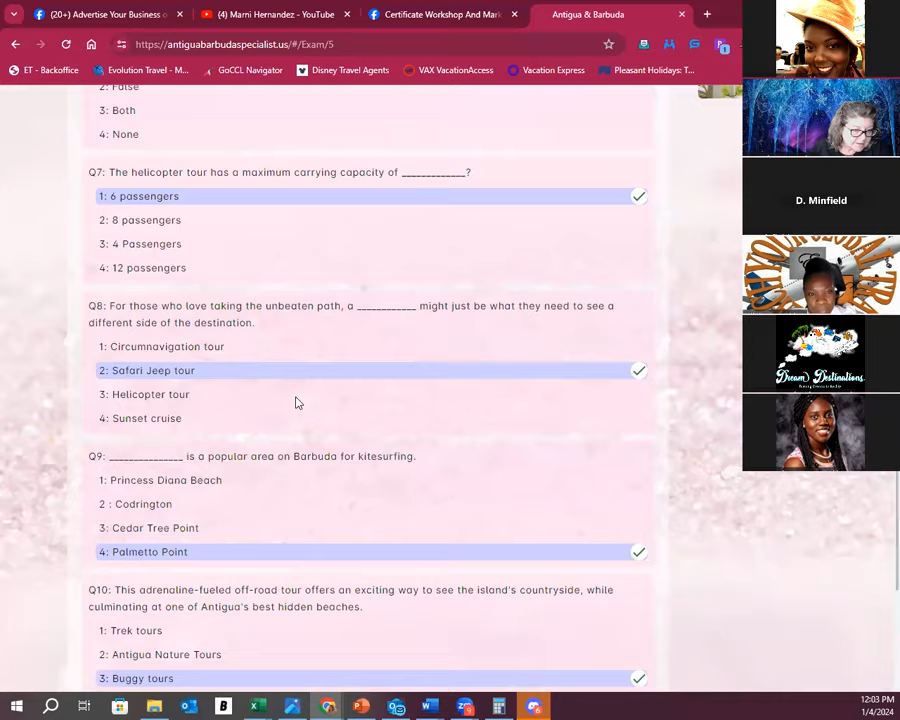 (20+) Advertise Your Business o
(4) Marni Hernandez - YouTube
Certificate Workshop And Mark
Antigua & Barbuda
https://antiguabarbudaspecialist.us/#/Exam/5
ET - Backoffice
Evolution Travel - M...
GoCCL Navigator
Disney Travel Agents
VAX VacationAccess
Vacation Express
Pleasant Holidays: T...
2: False
3: Both
4: None
Q7: The helicopter tour has a maximum carrying capacity of _____________?
1: 6 passengers
2: 8 passengers
3: 4 Passengers
4: 12 passengers
Q8: For those who love taking the unbeaten path, a ____________ might just be what they need to see a
different side of the destination.
1: Circumnavigation tour
2: Safari Jeep tour
3: Helicopter tour
4: Sunset cruise
Q9: _______________ is a popular area on Barbuda for kitesurfing.
1: Princess Diana Beach
2 : Codrington
3: Cedar Tree Point
4: Palmetto Point
Q10: This adrenaline-fueled off-road tour offers an exciting way to see the island's countryside, while
culminating at one of Antigua's best hidden beaches.
1: Trek tours
2: Antigua Nature Tours
3: Buggy tours
D. Minfield
Dream Destinations
12:03 PM
1/4/2024